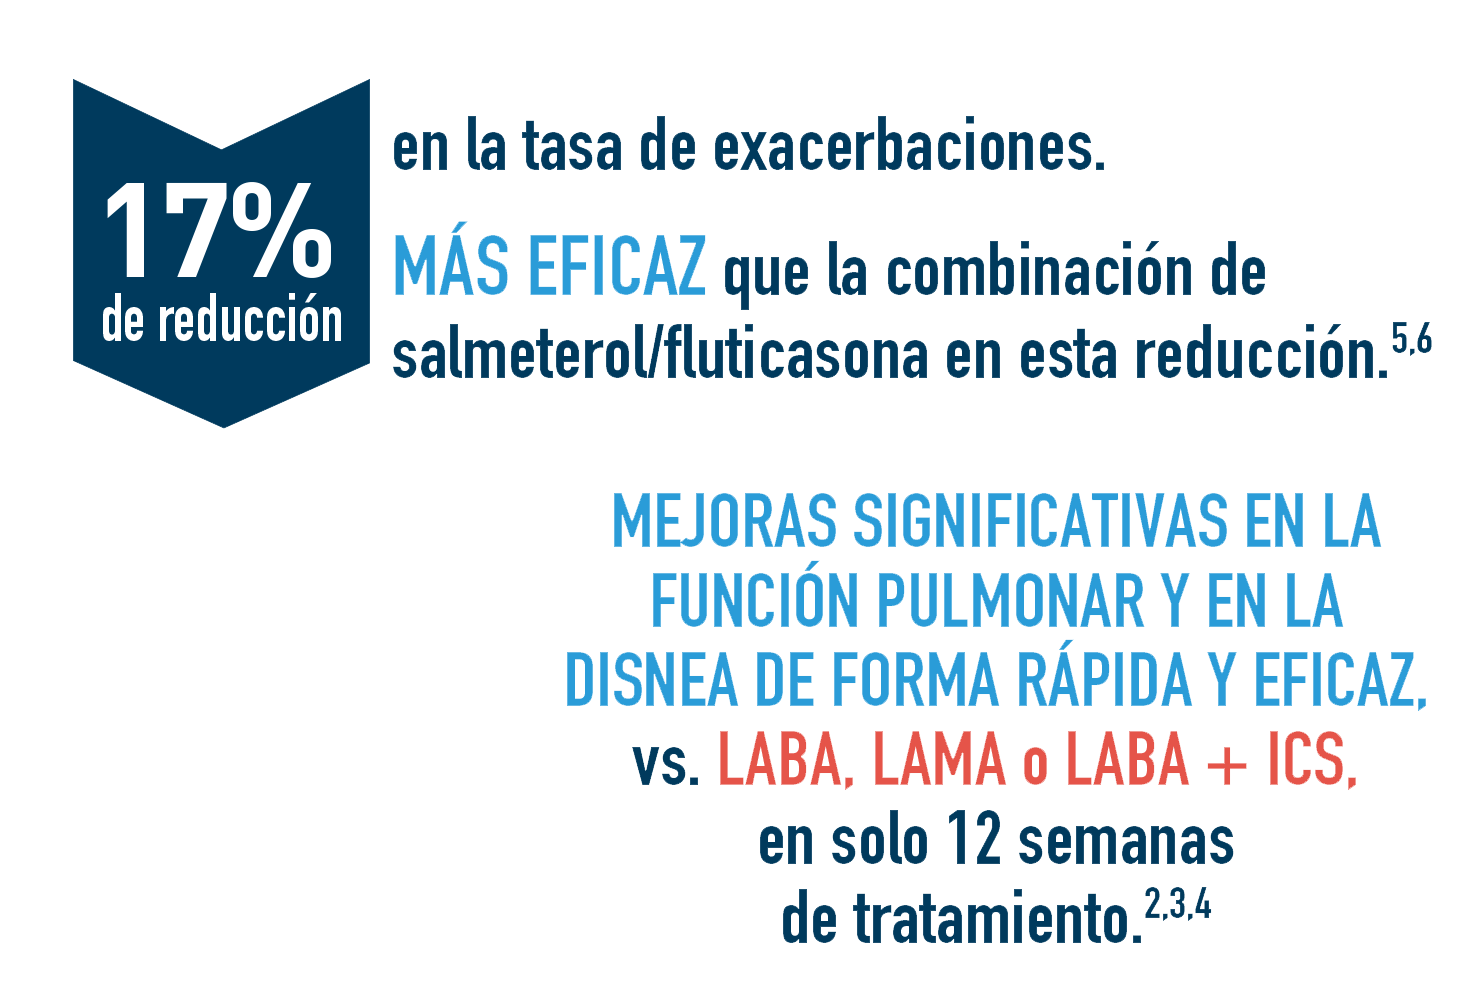 17%
de reducción
en la tasa de exacerbaciones.
MÁS EFICAZ que la combinación de
salmeterol/fluticasona en esta reducción.5,6
MEJORAS SIGNIFICATIVAS EN LA
FUNCIÓN PULMONAR Y EN LA
DISNEA DE FORMA RÁPIDA Y EFICAZ,
vs. LABA, LAMA o LABA + ICS,
en solo 12 semanas
de tratamiento.2,3,4